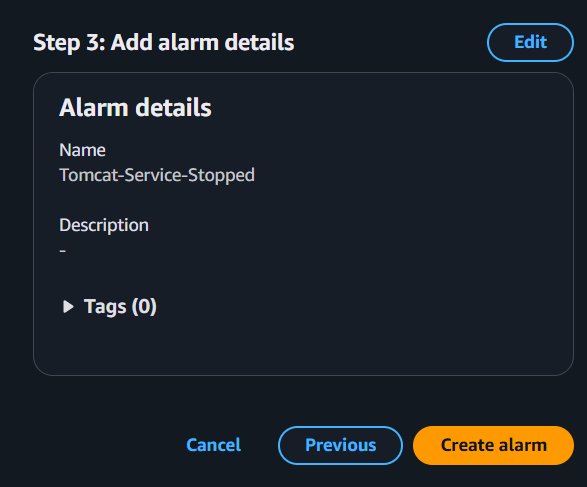 Step 3: Add alarm details
Edit
Alarm details
Name
Tomcat-Service-Stopped
Description
-
Tags (0)
Cancel
Previous
Create alarm